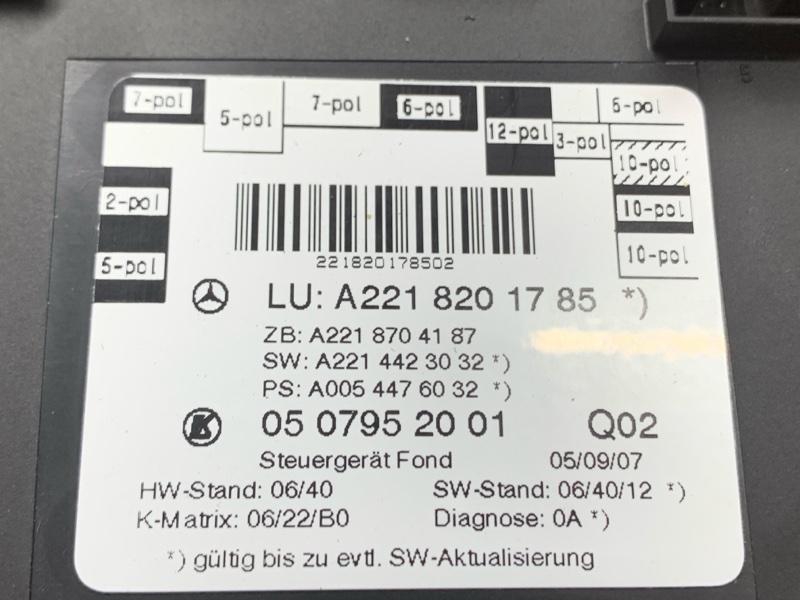 7-pol 5-pol 7-pol 6-pol 12-pol 3-pol 6-pol
10-pol
2-pol 10-pol
5-pol 10-pol
221820178502
LU: A221 820 17 85 *)
ZB: A221 870 41 87
SW: A221 442 30 32 *)
PS: A005 447 60 32 *)
05 0795 20 01 Q02
Steuergerät Fond 05/09/07
HW-Stand: 06/40 SW-Stand: 06/40/12 *)
K-Matrix: 06/22/B0 Diagnose: 0A *)
*) gültig bis zu evtl. SW-Aktualisierung